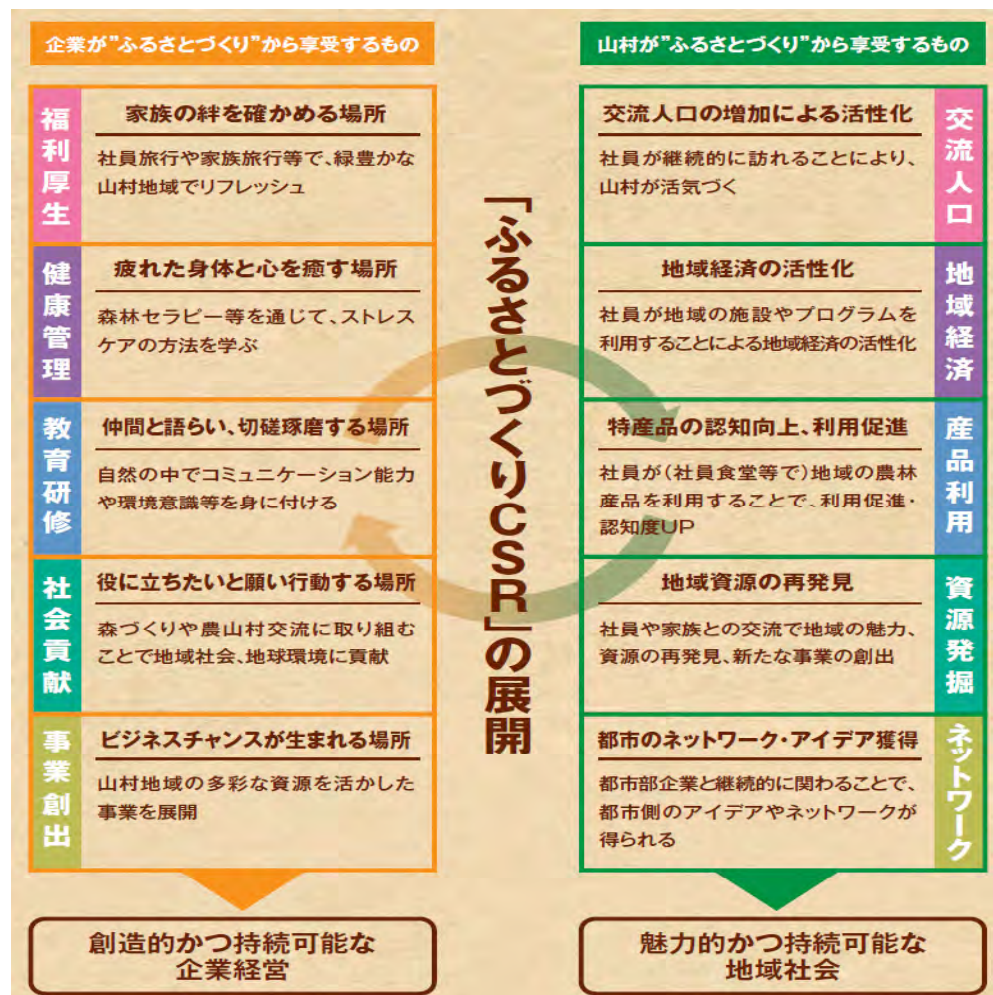 企業が"ふるさとづくり"から享受するもの
福利厚生
家族の絆を確かめる場所
社員旅行や家族旅行等で、緑豊かな
山村地域でリフレッシュ
健康管理
疲れた身体と心を癒す場所
森林セラピー等を通じて、ストレス
ケアの方法を学ぶ
教育研修
仲間と語らい、切磋琢磨する場所
自然の中でコミュニケーション能力
や環境意識等を身に付ける
社会貢献
役に立ちたいと願い行動する場所
森づくりや農山村交流に取り組む
ことで地域社会、地球環境に貢献
事業創出
ビジネスチャンスが生まれる場所
山村地域の多彩な資源を活かした
事業を展開
創造的かつ持続可能な
企業経営
「ふるさとづくりCSR」の展開
山村が"ふるさとづくり"から享受するもの
交流人口の増加による活性化
社員が継続的に訪れることにより、
山村が活気づく
交流人口
地域経済の活性化
社員が地域の施設やプログラムを
利用することによる地域経済の活性化
地域経済
特産品の認知向上、利用促進
社員が(社員食堂等で)地域の農林
産品を利用することで、利用促進・
認知度UP
産品利用
地域資源の再発見
社員や家族との交流で地域の魅力、
資源の再発見、新たな事業の創出
資源発掘
都市のネットワーク・アイデア獲得
都市部企業と継続的に関わることで、
都市側のアイデアやネットワークが
得られる
ネットワーク
魅力的かつ持続可能な
地域社会